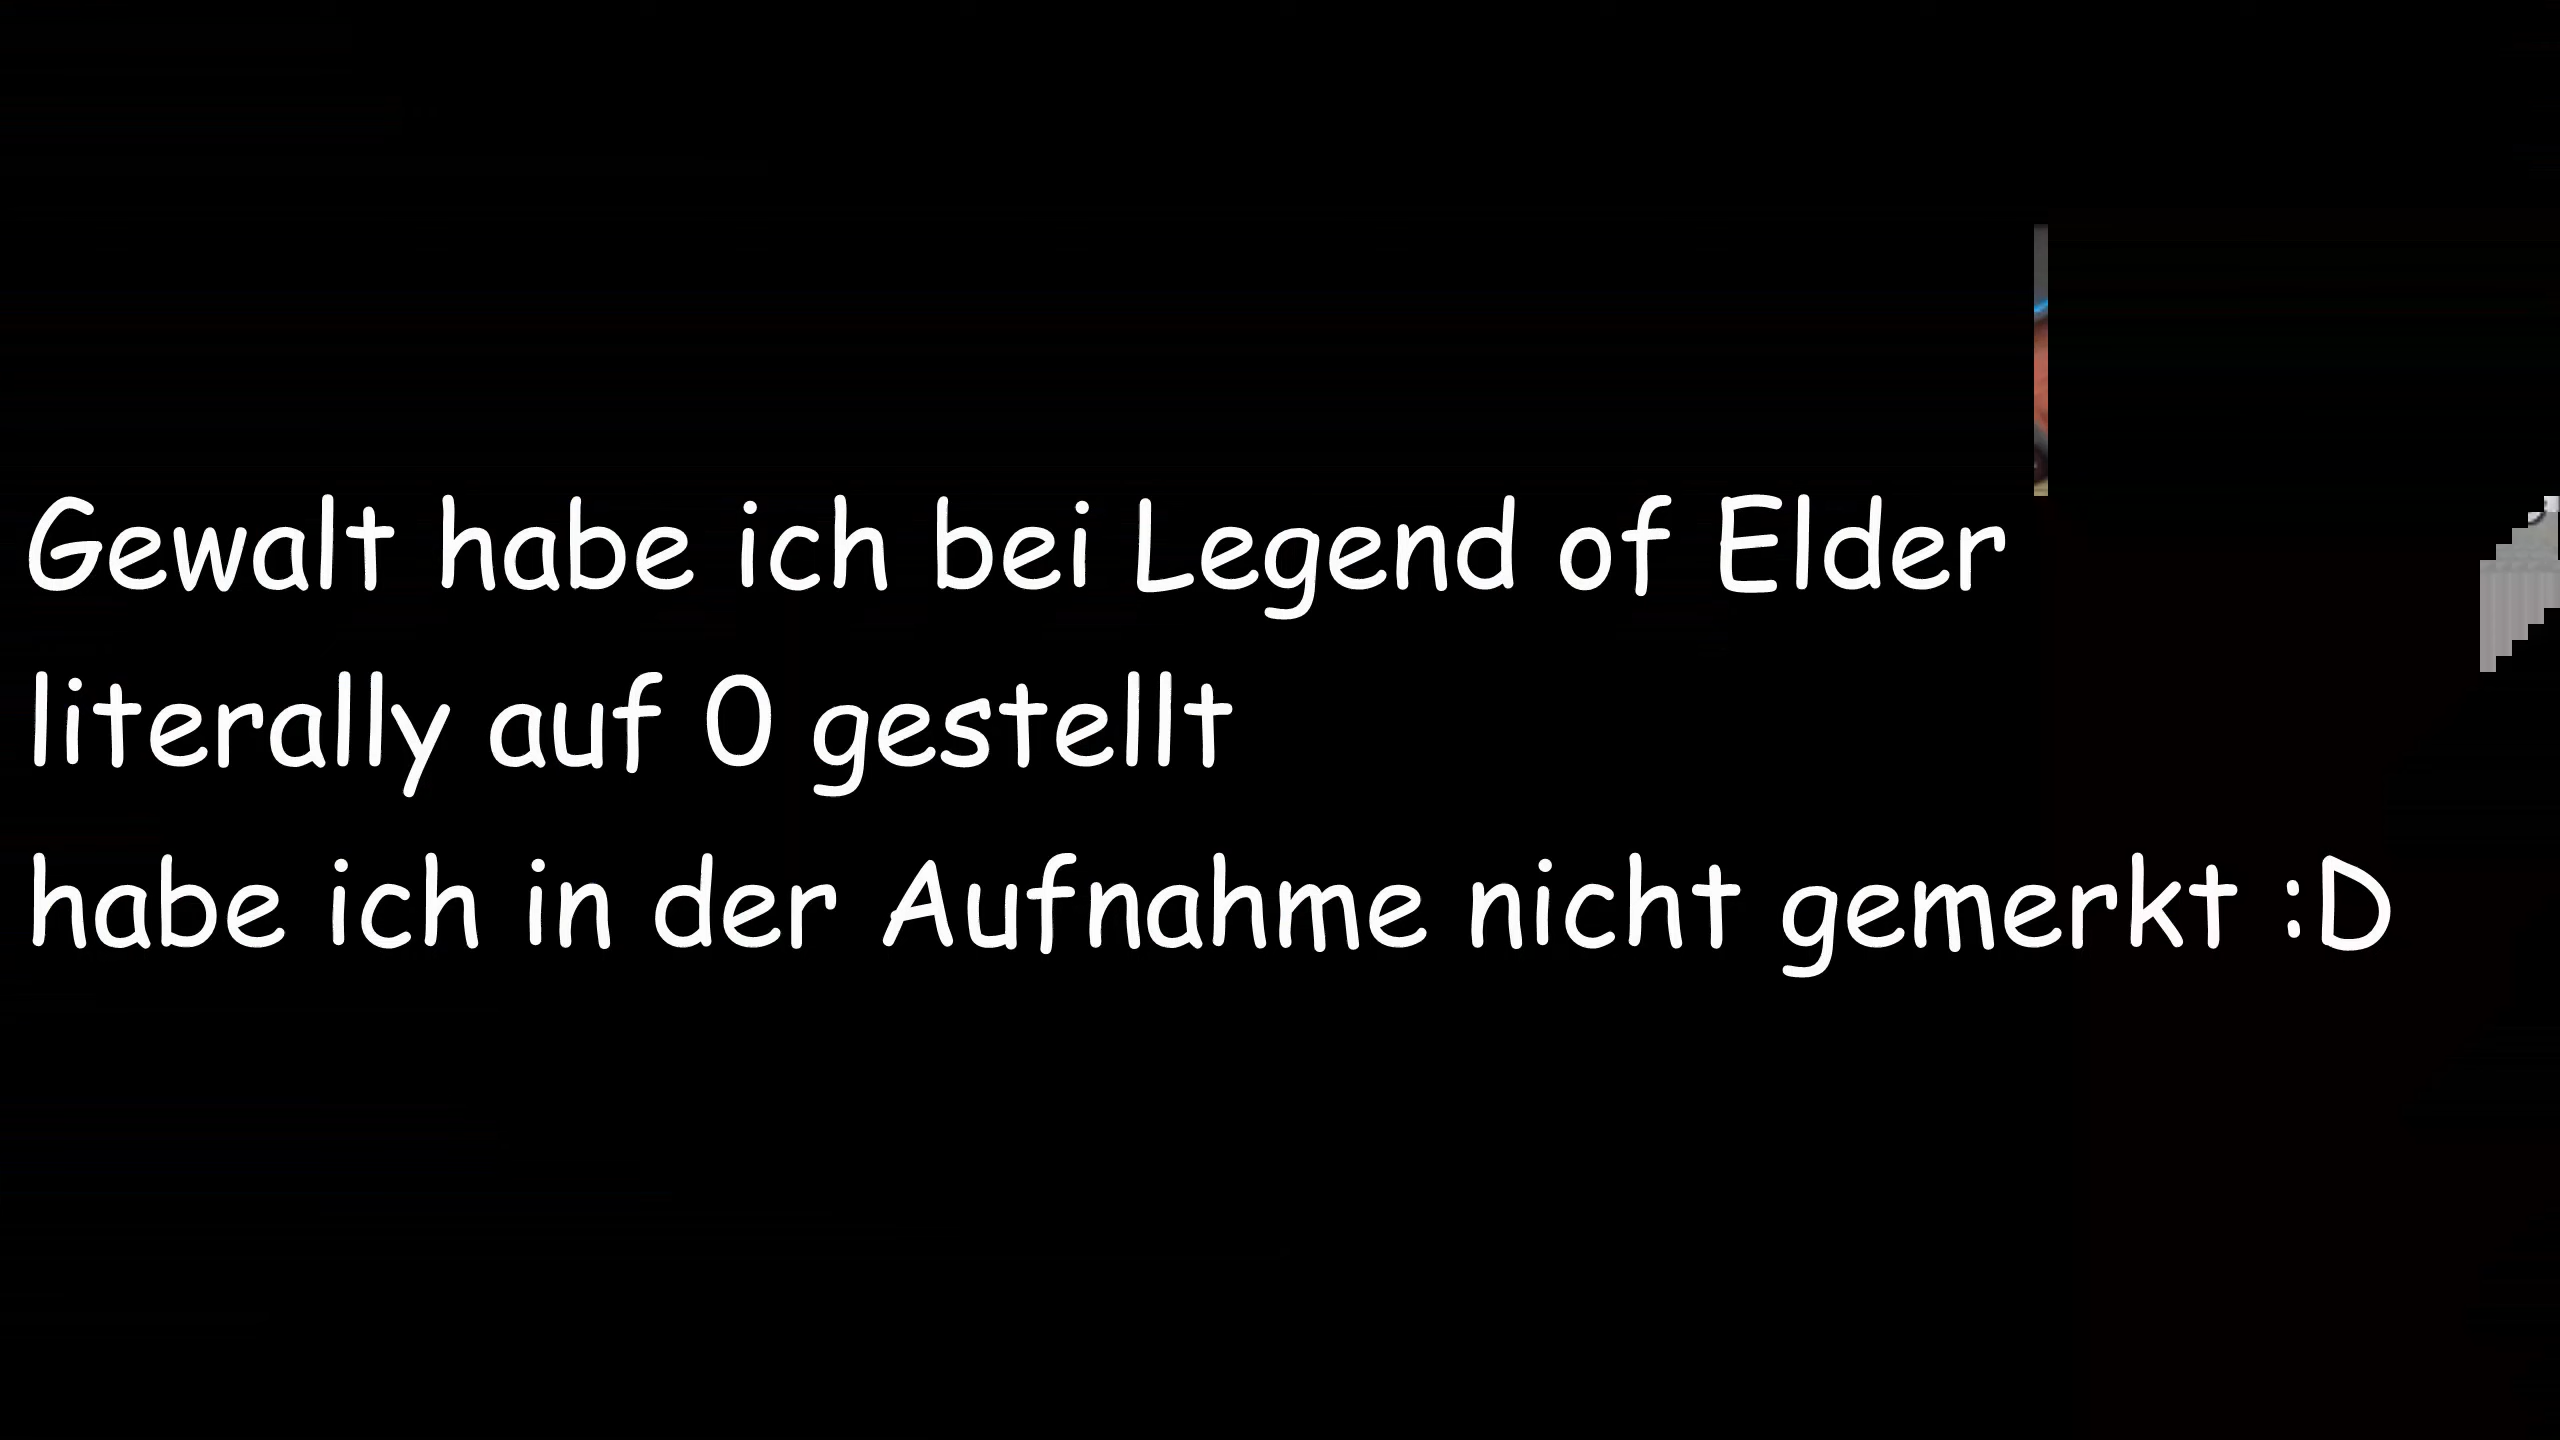 Gewalt habe ich bei Legend of Elder
literally auf 0 gestellt
habe ich in der Aufnahme nicht gemerkt :D